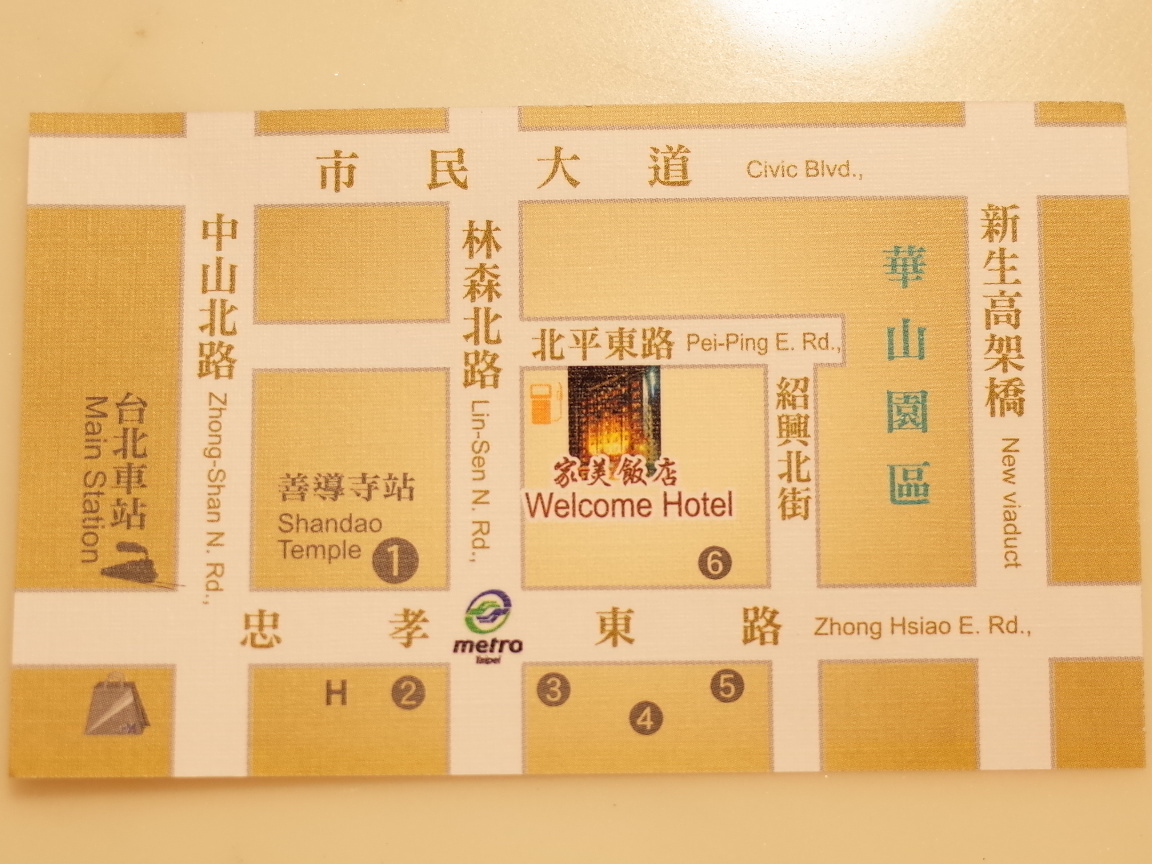 市民大道 Civic Blvd.,
中山北路 Zhong-Shan N. Rd.,
林森北路 Lin-Sen N. Rd.,
新生高架橋 New viaduct
華山園區
北平東路 Pei-Ping E. Rd.,
紹興北街
台北車站
Main Station
善導寺站
Shandao
Temple 1
家美飯店
Welcome Hotel
6
忠孝東路 Zhong Hsiao E. Rd.,
metro
taipei
H 2 3 4 5